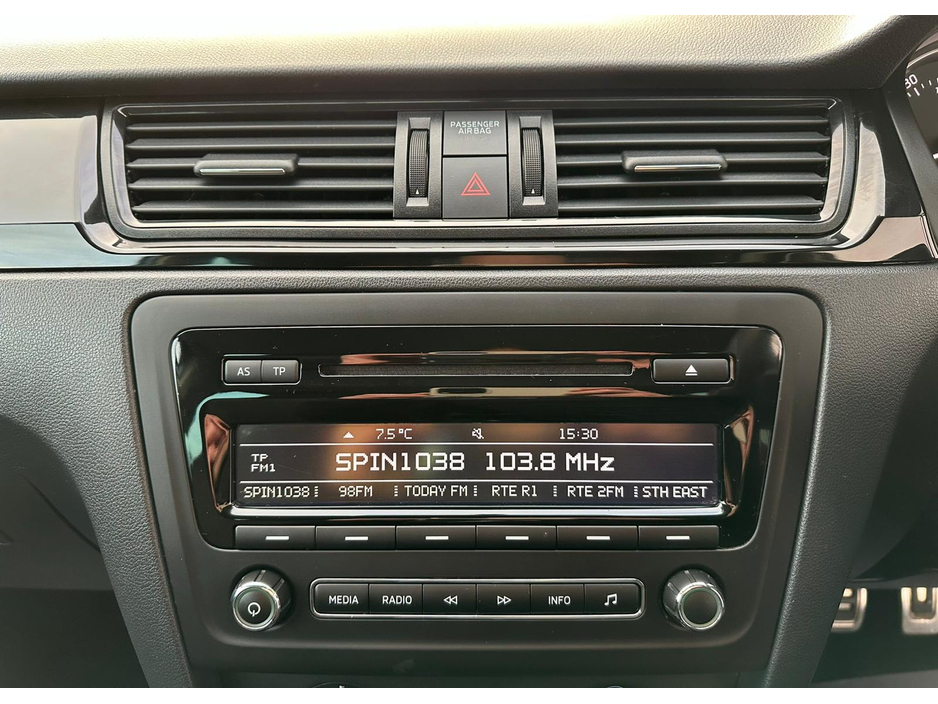 80
PASSENGER
AIR BAG
AS TP
7.5°C 15:30
TP
FM1
SPIN1038 103.8 MHz
SPIN1038 98FM TODAY FM RTE R1 RTE 2FM STH EAST
MEDIA RADIO INFO